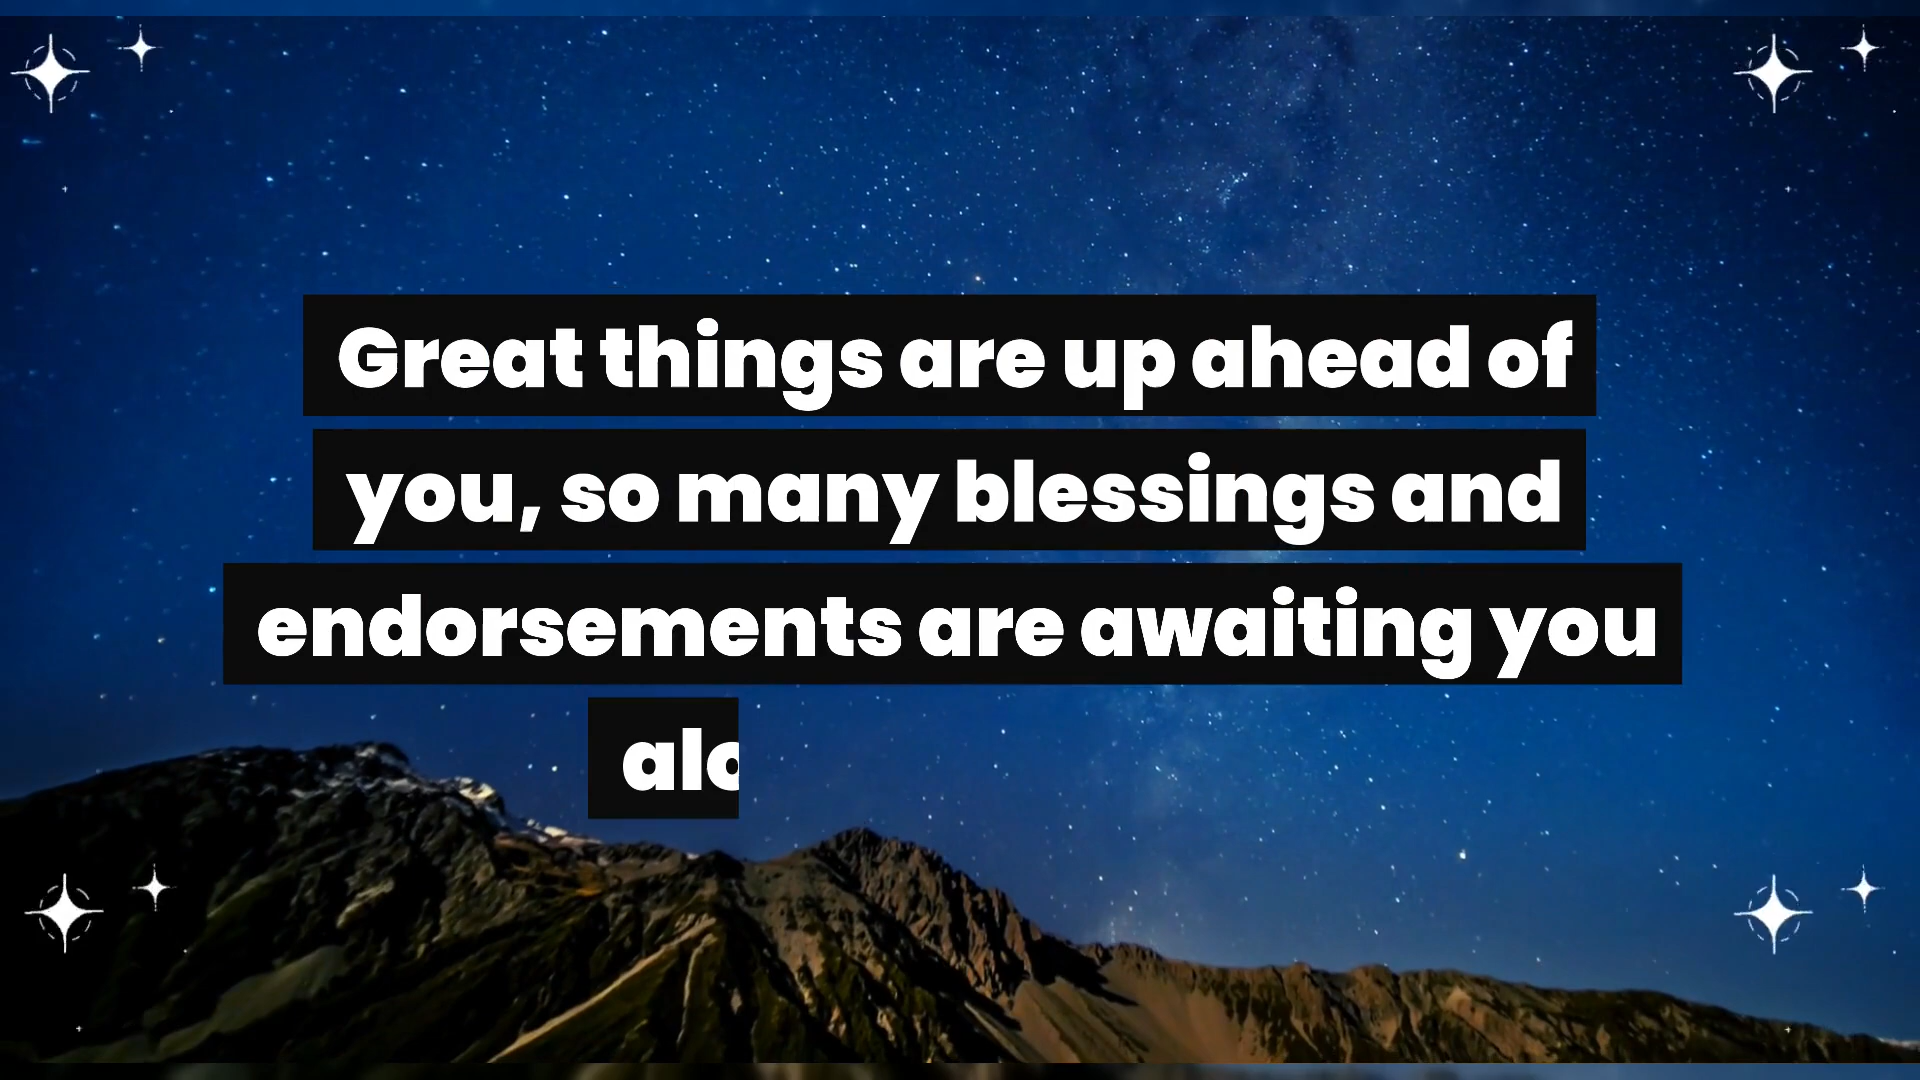 Great things are up ahead of
you, so many blessings and
endorsements are awaiting you